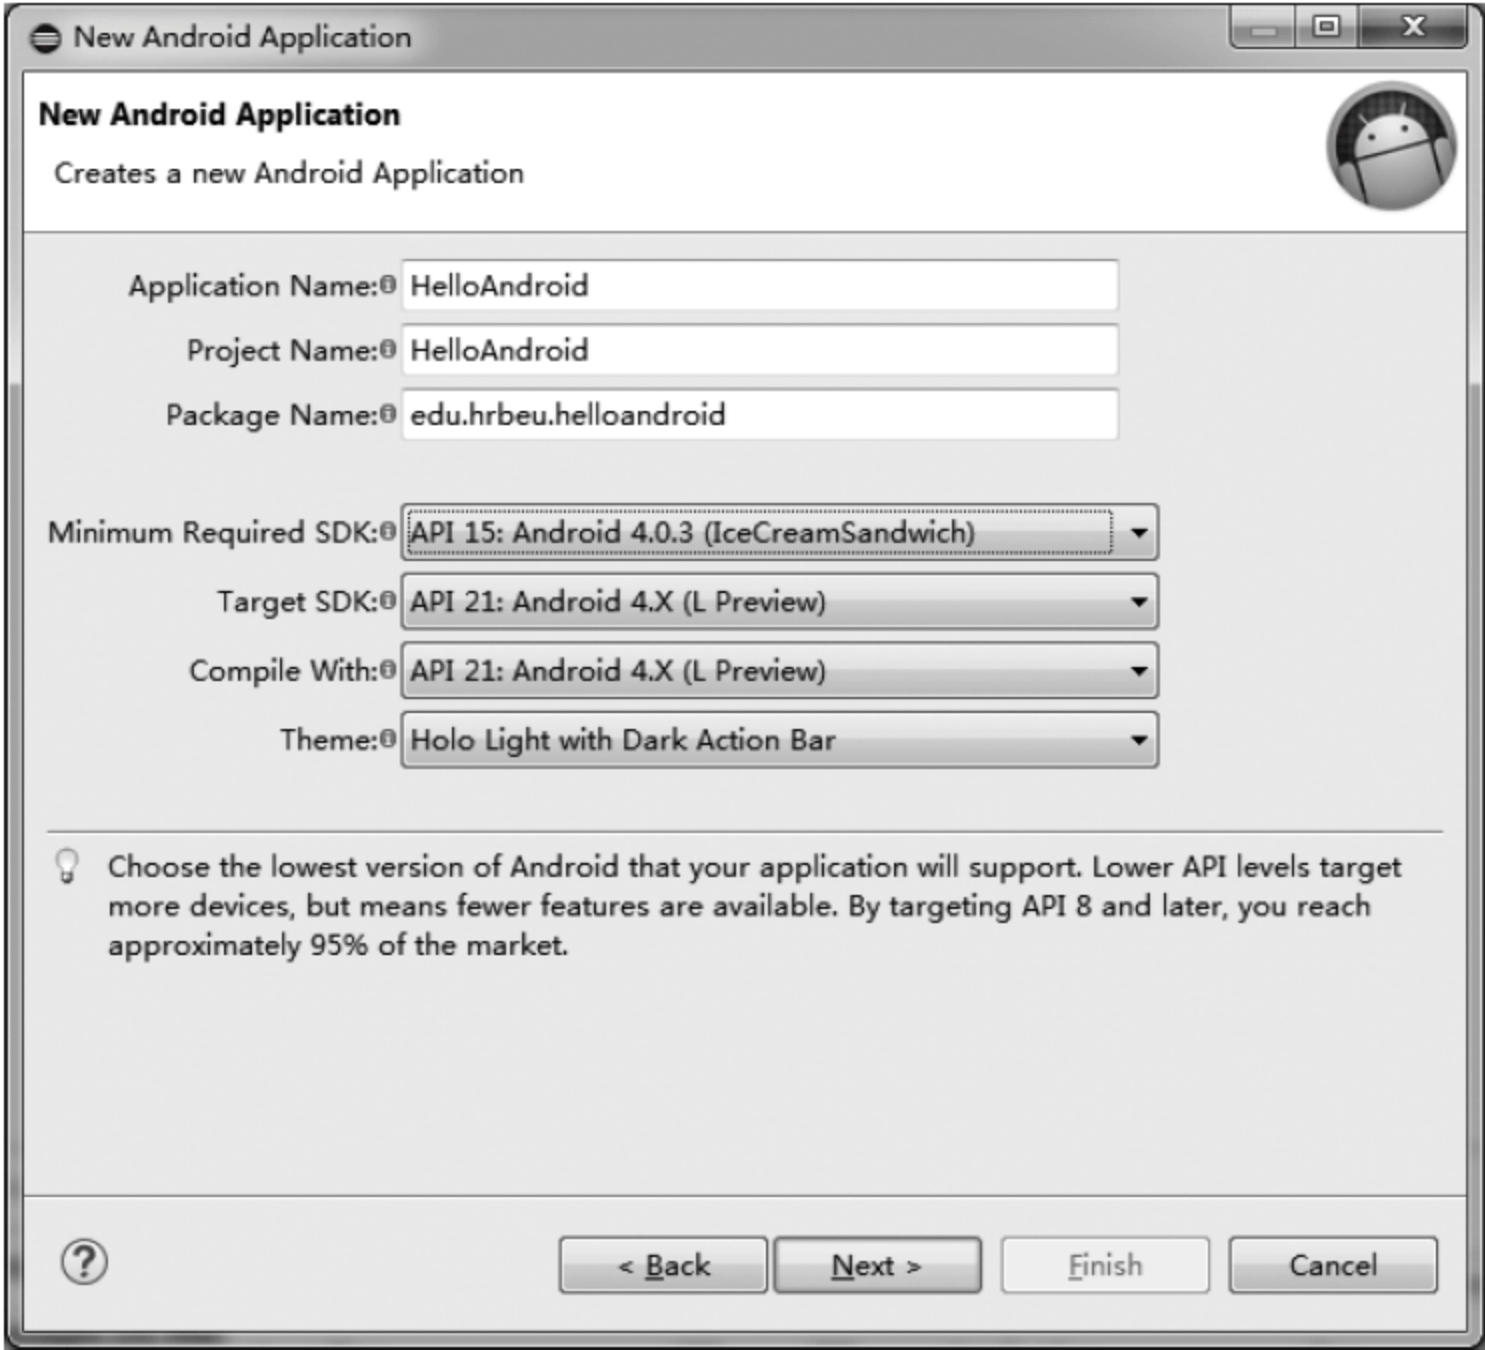 New Android Application
New Android Application
Creates a new Android Application
Application Name: HelloAndroid
Project Name: HelloAndroid
Package Name: edu.hrbeu.helloandroid
Minimum Required SDK: API 15: Android 4.0.3 (IceCreamSandwich)
Target SDK: API 21: Android 4.X (L Preview)
Compile With: API 21: Android 4.X (L Preview)
Theme: Holo Light with Dark Action Bar
Choose the lowest version of Android that your application will support. Lower API levels target
more devices, but means fewer features are available. By targeting API 8 and later, you reach
approximately 95% of the market.
? < Back Next > Finish Cancel